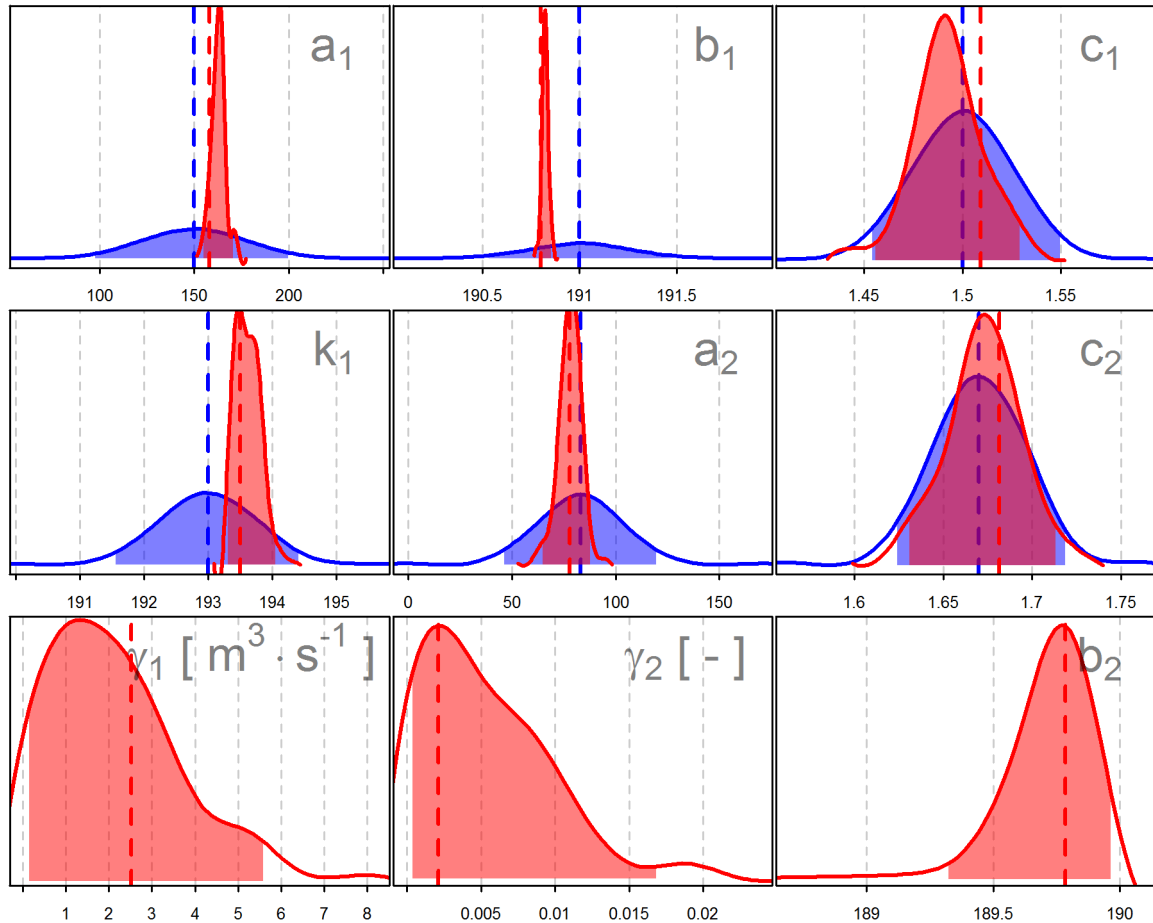 a₁
b₁
c₁
100 150 200
190.5 191 191.5
1.45 1.5 1.55
k₁
a₂
c₂
191 192 193 194 195
0 50 100 150
1.6 1.65 1.7 1.75
γ₁ [ m³ · s⁻¹ ]
γ₂ [ - ]
b₂
1 2 3 4 5 6 7 8
0.005 0.01 0.015 0.02
189 189.5 190